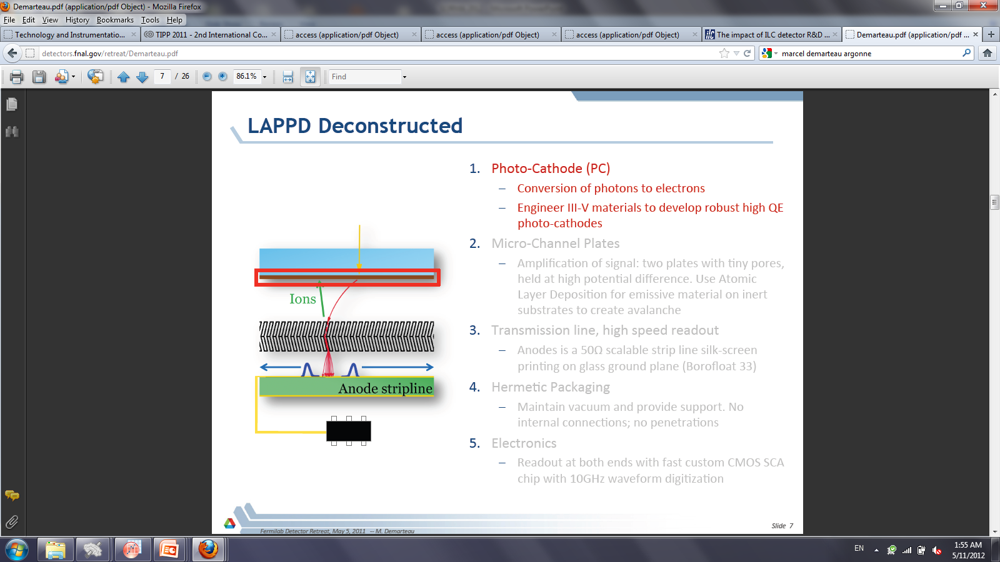 Demarteau.pdf (application/pdf Object) - Mozilla Firefox
File Edit View History Bookmarks Tools Help
Technology and Instrumentatio... TIPP 2011 - 2nd International Co... access (application/pdf Object) access (application/pdf Object) access (application/pdf Object) ilc The impact of ILC detector R&D ... Demarteau.pdf (application/pdf ...
detectors.fnal.gov/retreat/Demarteau.pdf marcel demarteau argonne
7 / 26 86.1% Find
LAPPD Deconstructed
1. Photo-Cathode (PC)
– Conversion of photons to electrons
– Engineer III-V materials to develop robust high QE
photo-cathodes
2. Micro-Channel Plates
– Amplification of signal: two plates with tiny pores,
held at high potential difference. Use Atomic
Layer Deposition for emissive material on inert
substrates to create avalanche
3. Transmission line, high speed readout
– Anodes is a 50Ω scalable strip line silk-screen
printing on glass ground plane (Borofloat 33)
4. Hermetic Packaging
– Maintain vacuum and provide support. No
internal connections; no penetrations
5. Electronics
– Readout at both ends with fast custom CMOS SCA
chip with 10GHz waveform digitization
Ions
Anode stripline
Fermilab Detector Retreat, May 5, 2011 -- M. Demarteau
Slide 7
EN
1:55 AM
5/11/2012